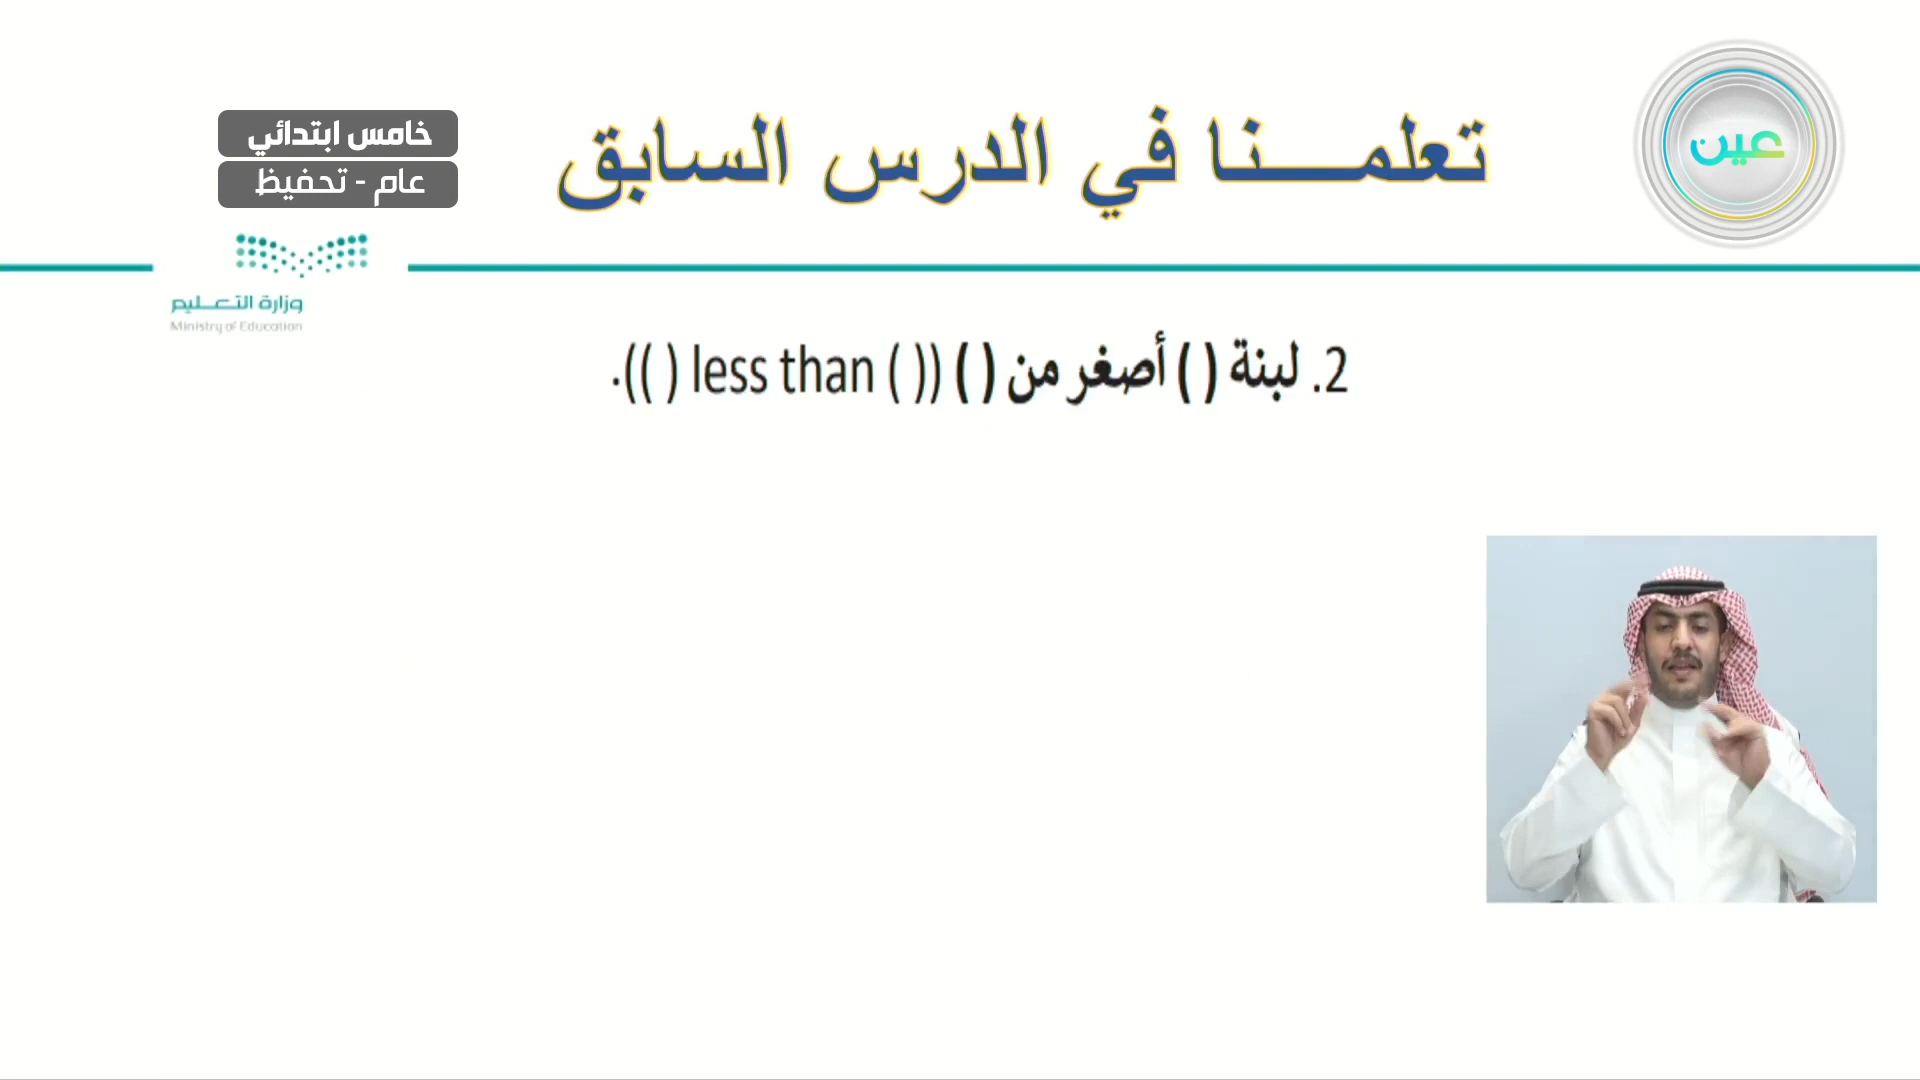 عين
تعلمـــنا في الدرس السابق
خامس ابتدائي
عام - تحفيظ
وزارة التعليم
Ministry of Education
2. لبنة ( ) أصغر من ( ) (( ) less than ( )).